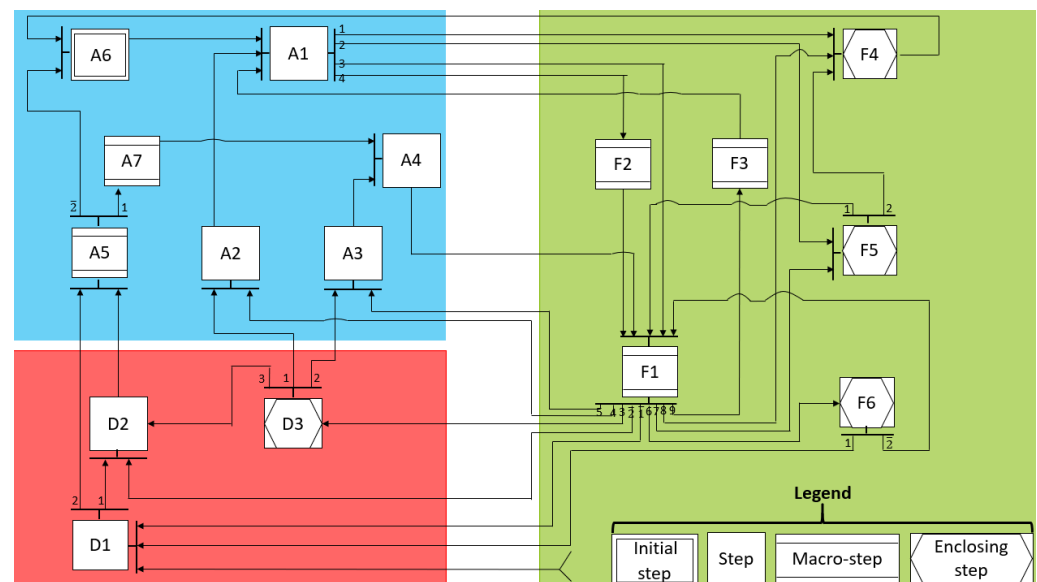 A6
A1
1
2
3
4
F4
A7
A4
F2
F3
2̅
1
1
2
A5
A2
A3
F5
F1
3
1
2
5 4 3 2̅ 1̅ 6 7 8 9
D2
D3
F6
1
2̅
2
1
D1
Legend
Initial
step
Step
Macro-step
Enclosing
step